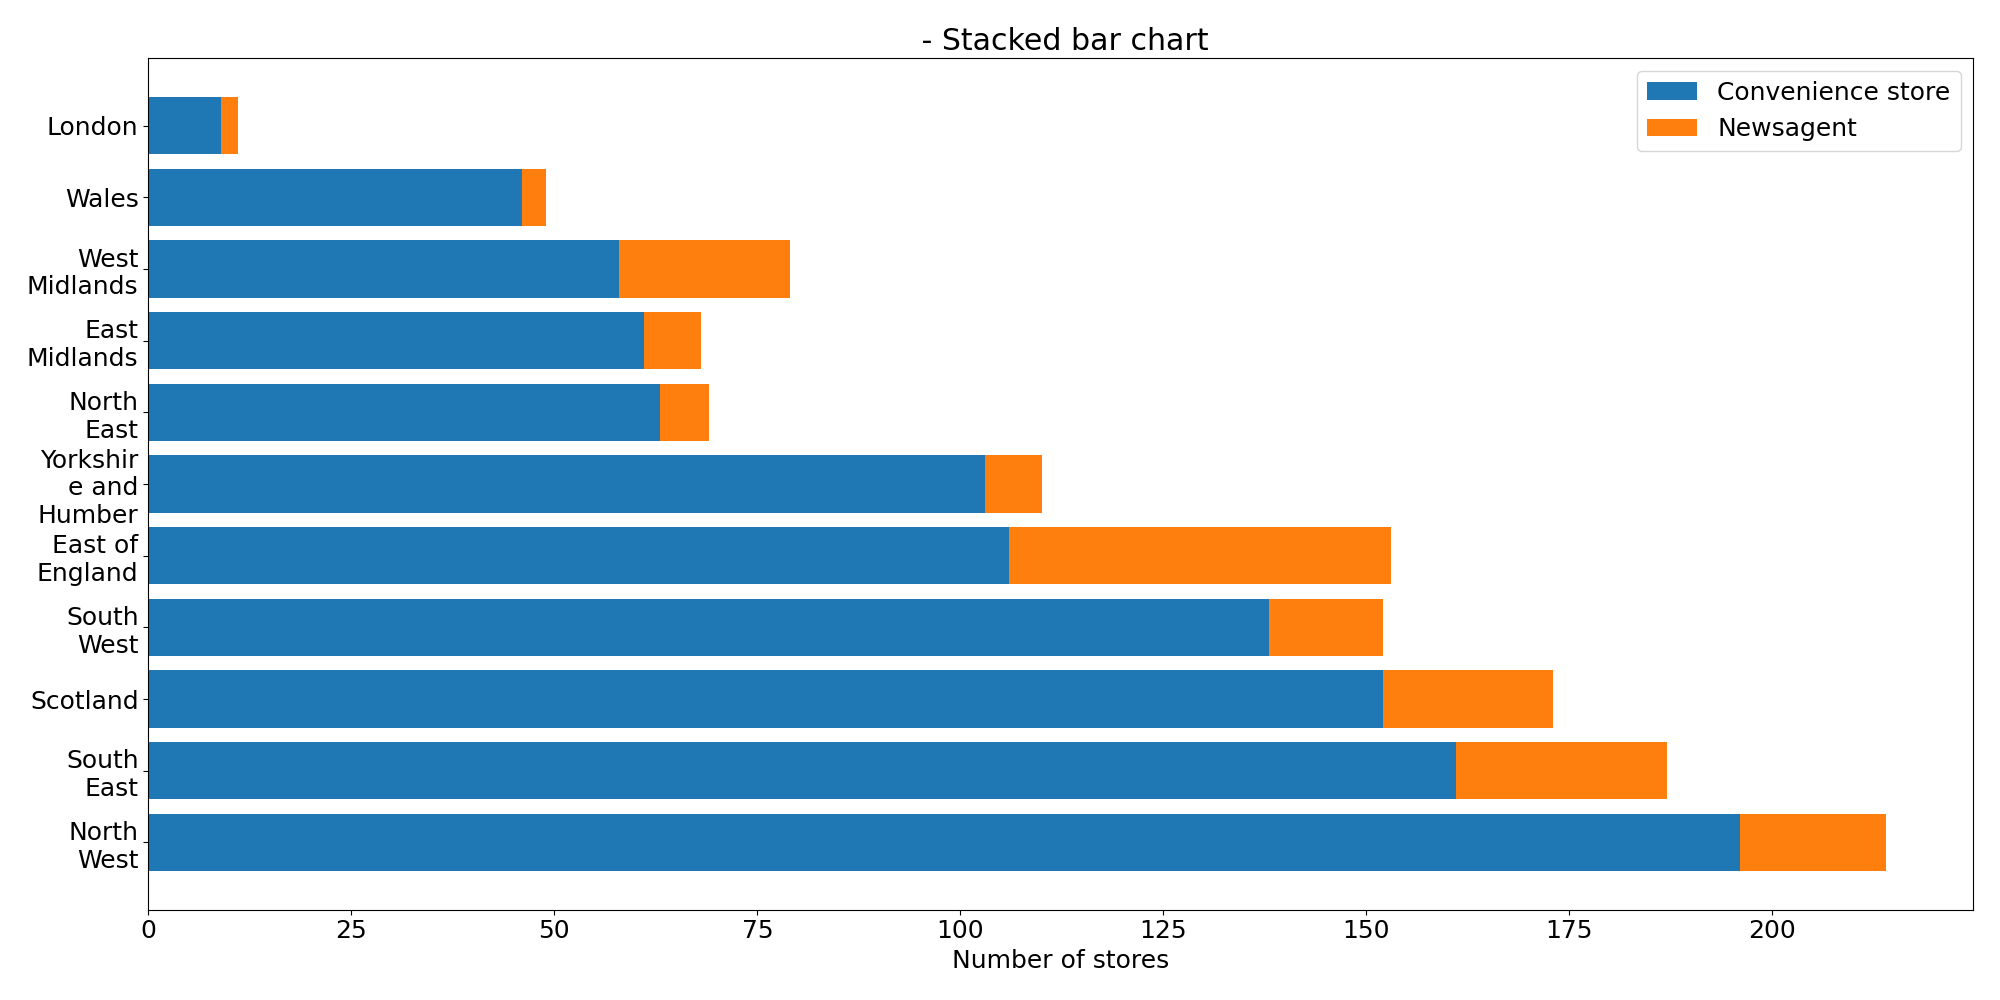 - Stacked bar chart
Convenience store
Newsagent
London
Wales
West
Midlands
East
Midlands
North
East
Yorkshir
e and
Humber
East of
England
South
West
Scotland
South
East
North
West
0 25 50 75 100 125 150 175 200
Number of stores